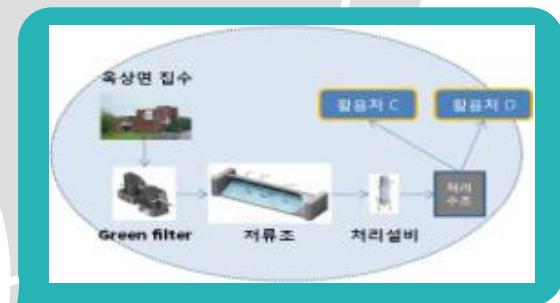 옥상면 집수
활용처 C
활용처 D
처리
수조
Green filter
저류조
처리설비